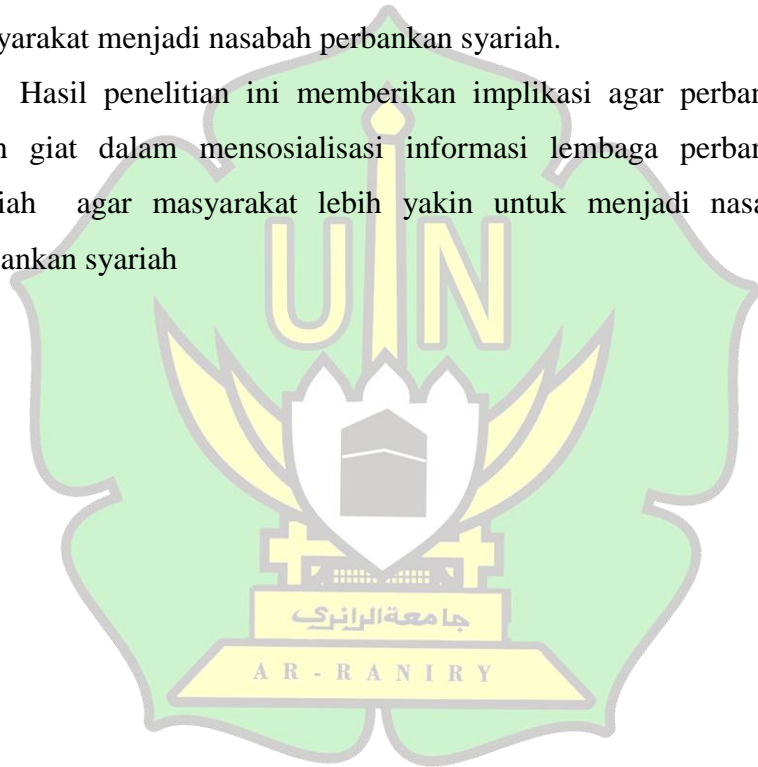 yarakat menjadi nasabah perbankan syariah.
Hasil penelitian ini memberikan implikasi agar perban
giat dalam mensosialisasi informasi lembaga perban
iah agar masyarakat lebih yakin untuk menjadi nasa
ankan syariah
UIN
جامعة الرانري
AR-RANIRY